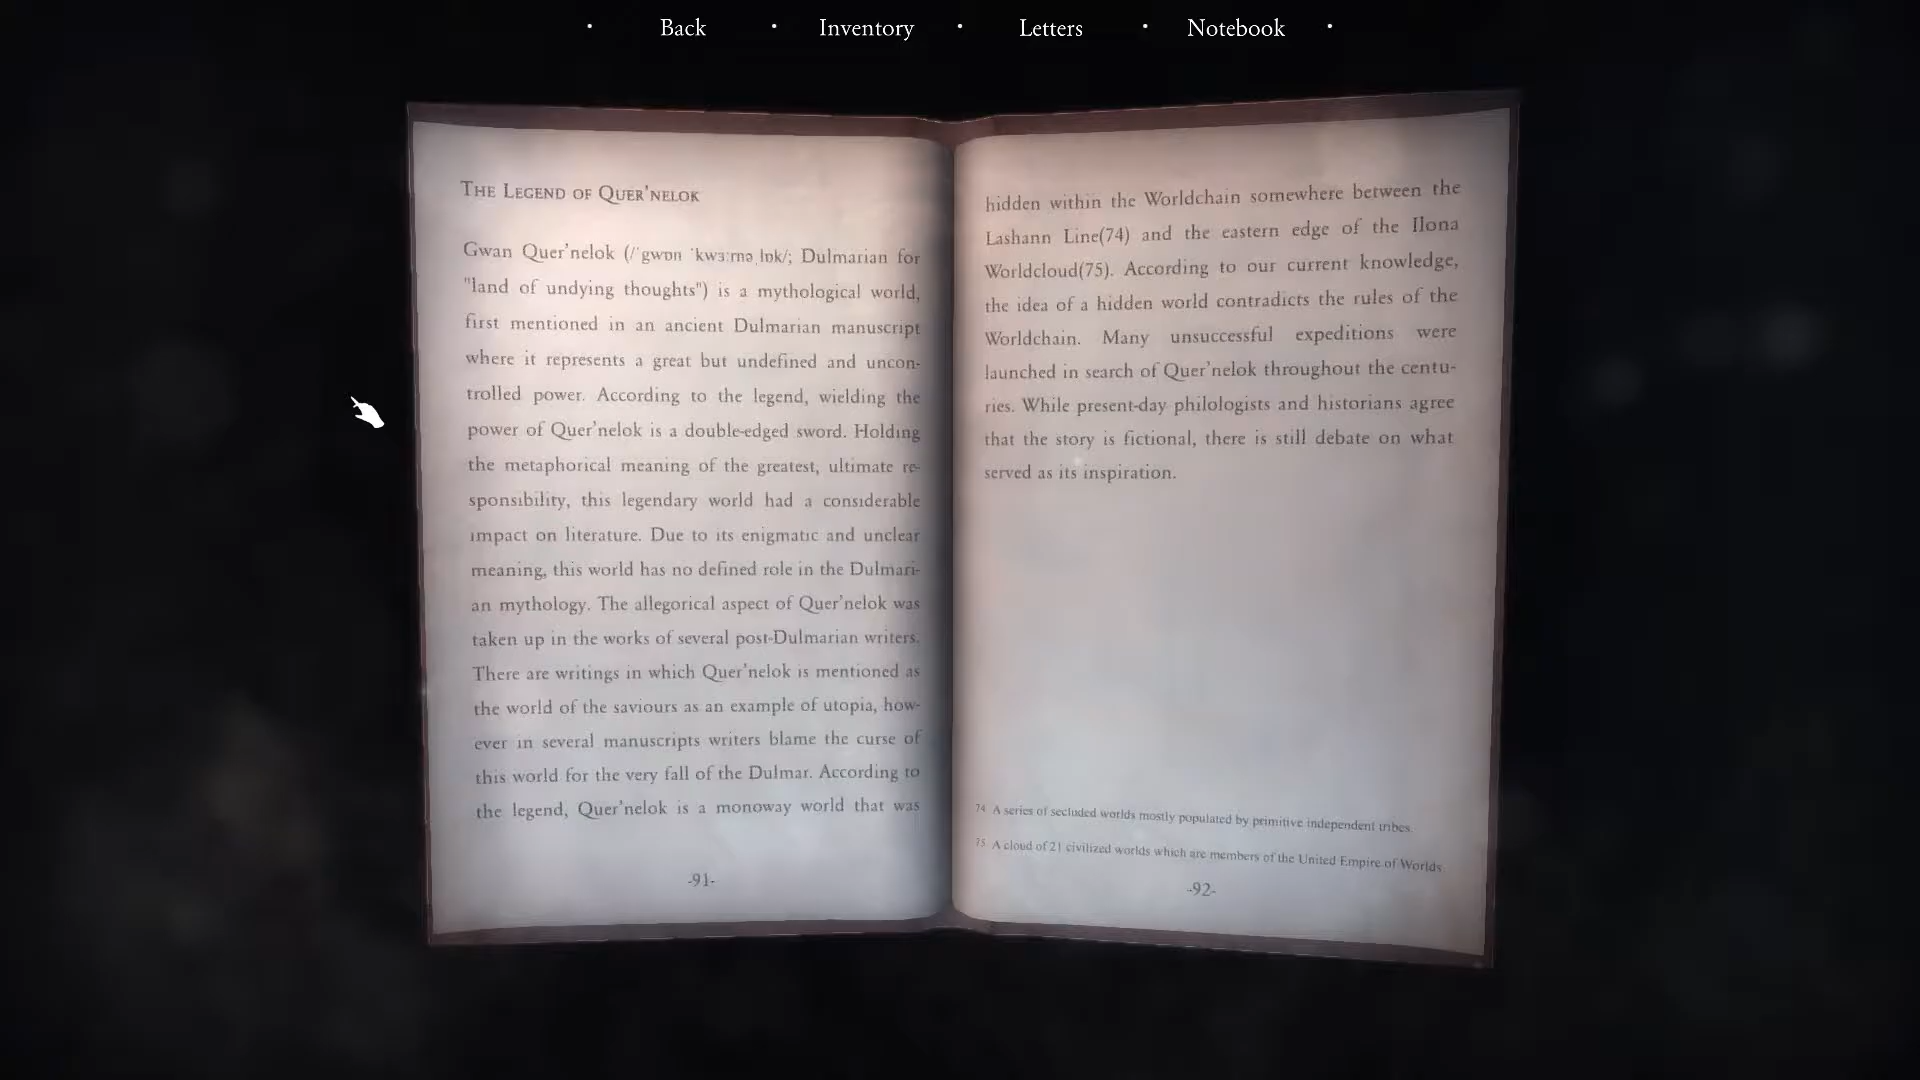 Back
Inventory
Letters
Notebook
THE LEGEND OF QUER'NELOK
Gwan Quer'nelok (/ˈgwɒn ˈkwɜːrnəˌlɒk/; Dulmarian for
"land of undying thoughts") is a mythological world,
first mentioned in an ancient Dulmarian manuscript
where it represents a great but undefined and uncon-
trolled power. According to the legend, wielding the
power of Quer'nelok is a double-edged sword. Holding
the metaphorical meaning of the greatest, ultimate re-
sponsibility, this legendary world had a considerable
impact on literature. Due to its enigmatic and unclear
meaning, this world has no defined role in the Dulmari-
an mythology. The allegorical aspect of Quer'nelok was
taken up in the works of several post-Dulmarian writers.
There are writings in which Quer'nelok is mentioned as
the world of the saviours as an example of utopia, how-
ever in several manuscripts writers blame the curse of
this world for the very fall of the Dulmar. According to
the legend, Quer'nelok is a monoway world that was
-91-
hidden within the Worldchain somewhere between the
Lashann Line(74) and the eastern edge of the Ilona
Worldcloud(75). According to our current knowledge,
the idea of a hidden world contradicts the rules of the
Worldchain. Many unsuccessful expeditions were
launched in search of Quer'nelok throughout the centu-
ries. While present-day philologists and historians agree
that the story is fictional, there is still debate on what
served as its inspiration.
74 A series of secluded worlds mostly populated by primitive independent tribes.
75 A cloud of 21 civilized worlds which are members of the United Empire of Worlds
-92-